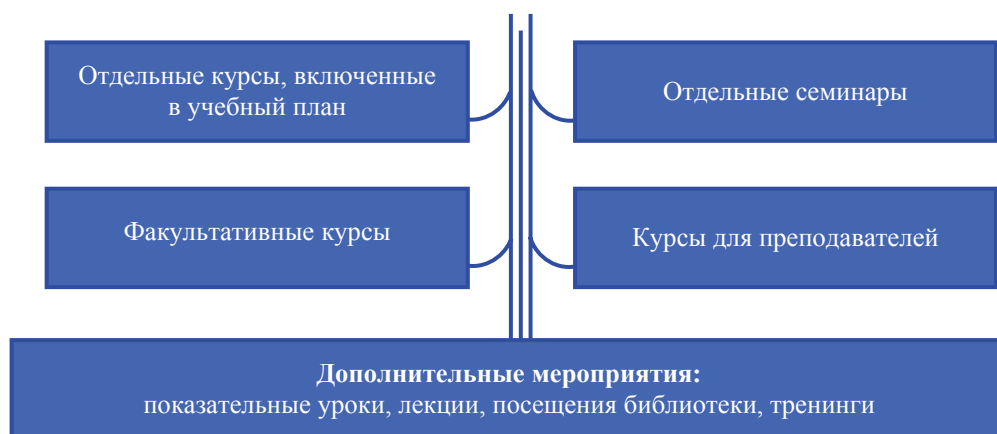 Отдельные курсы, включенные
в учебный план
Отдельные семинары
Факультативные курсы
Курсы для преподавателей
Дополнительные мероприятия:
показательные уроки, лекции, посещения библиотеки, тренинги